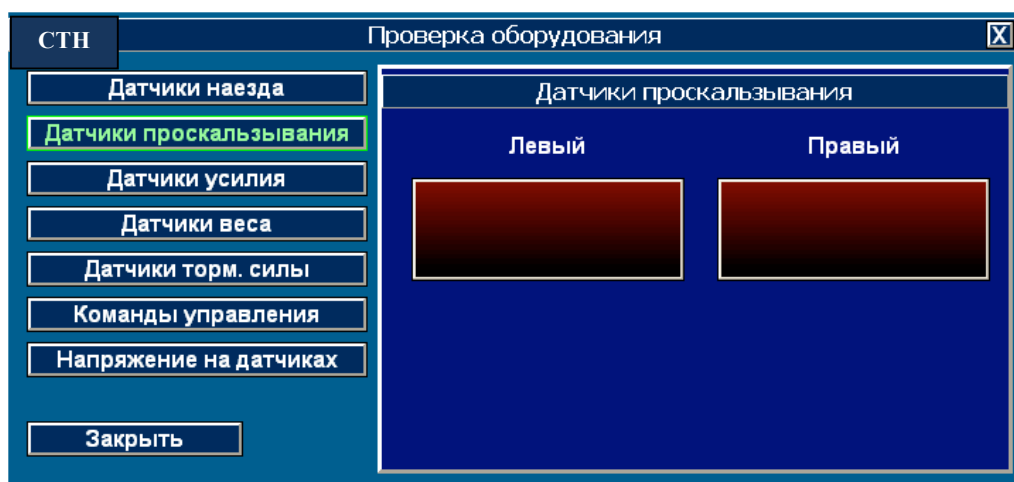 СТН
Проверка оборудования
X
Датчики наезда
Датчики проскальзывания
Датчики усилия
Датчики веса
Датчики торм. силы
Команды управления
Напряжение на датчиках
Закрыть
Датчики проскальзывания
Левый
Правый